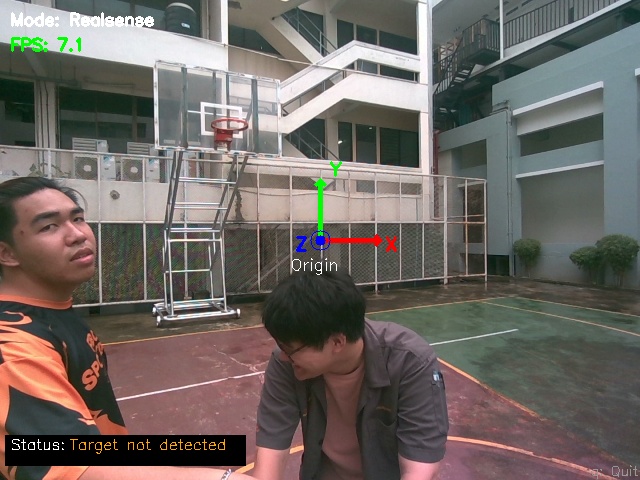 Mode: Realsense
FPS: 7.1
Y
Z X
Origin
Status: Target not detected
q: Quit